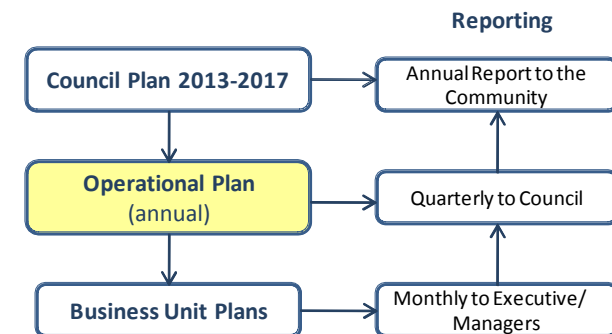 Reporting
Council Plan 2013-2017
Annual Report to the
Community
Operational Plan
(annual)
Quarterly to Council
Business Unit Plans
Monthly to Executive/
Managers